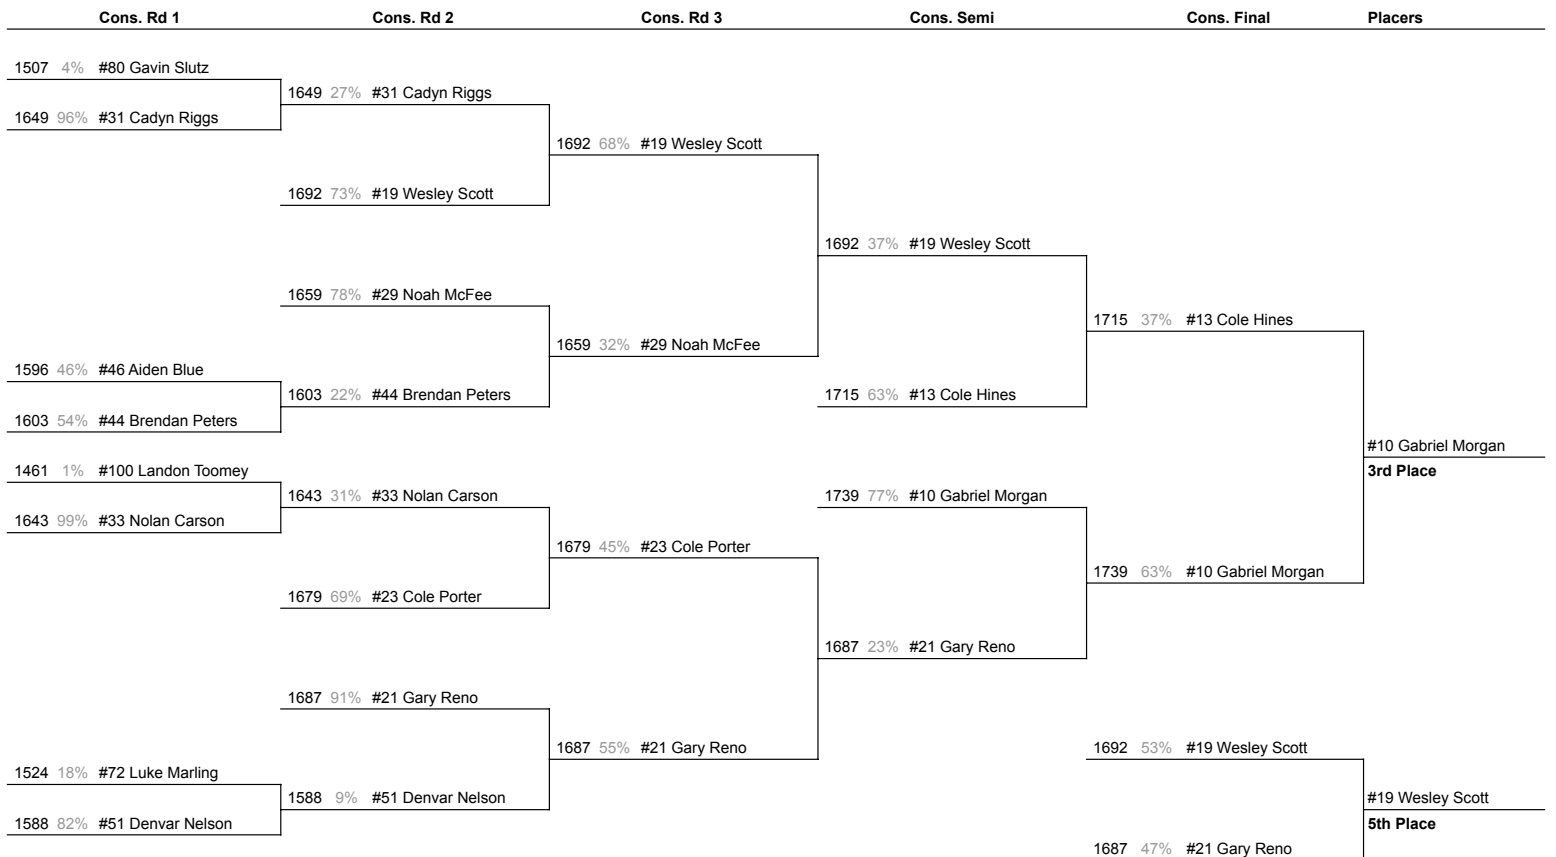 Cons. Rd 1 Cons. Rd 2 Cons. Rd 3 Cons. Semi Cons. Final Placers
1507 4% #80 Gavin Slutz
1649 27% #31 Cadyn Riggs
1649 96% #31 Cadyn Riggs
1692 68% #19 Wesley Scott
1692 73% #19 Wesley Scott
1692 37% #19 Wesley Scott
1659 78% #29 Noah McFee
1715 37% #13 Cole Hines
1659 32% #29 Noah McFee
1596 46% #46 Aiden Blue
1603 22% #44 Brendan Peters
1715 63% #13 Cole Hines
1603 54% #44 Brendan Peters
#10 Gabriel Morgan
1461 1% #100 Landon Toomey
3rd Place
1643 31% #33 Nolan Carson
1739 77% #10 Gabriel Morgan
1643 99% #33 Nolan Carson
1679 45% #23 Cole Porter
1739 63% #10 Gabriel Morgan
1679 69% #23 Cole Porter
1687 23% #21 Gary Reno
1687 91% #21 Gary Reno
1687 55% #21 Gary Reno
1692 53% #19 Wesley Scott
1524 18% #72 Luke Marling
1588 9% #51 Denvar Nelson
#19 Wesley Scott
1588 82% #51 Denvar Nelson
5th Place
1687 47% #21 Gary Reno